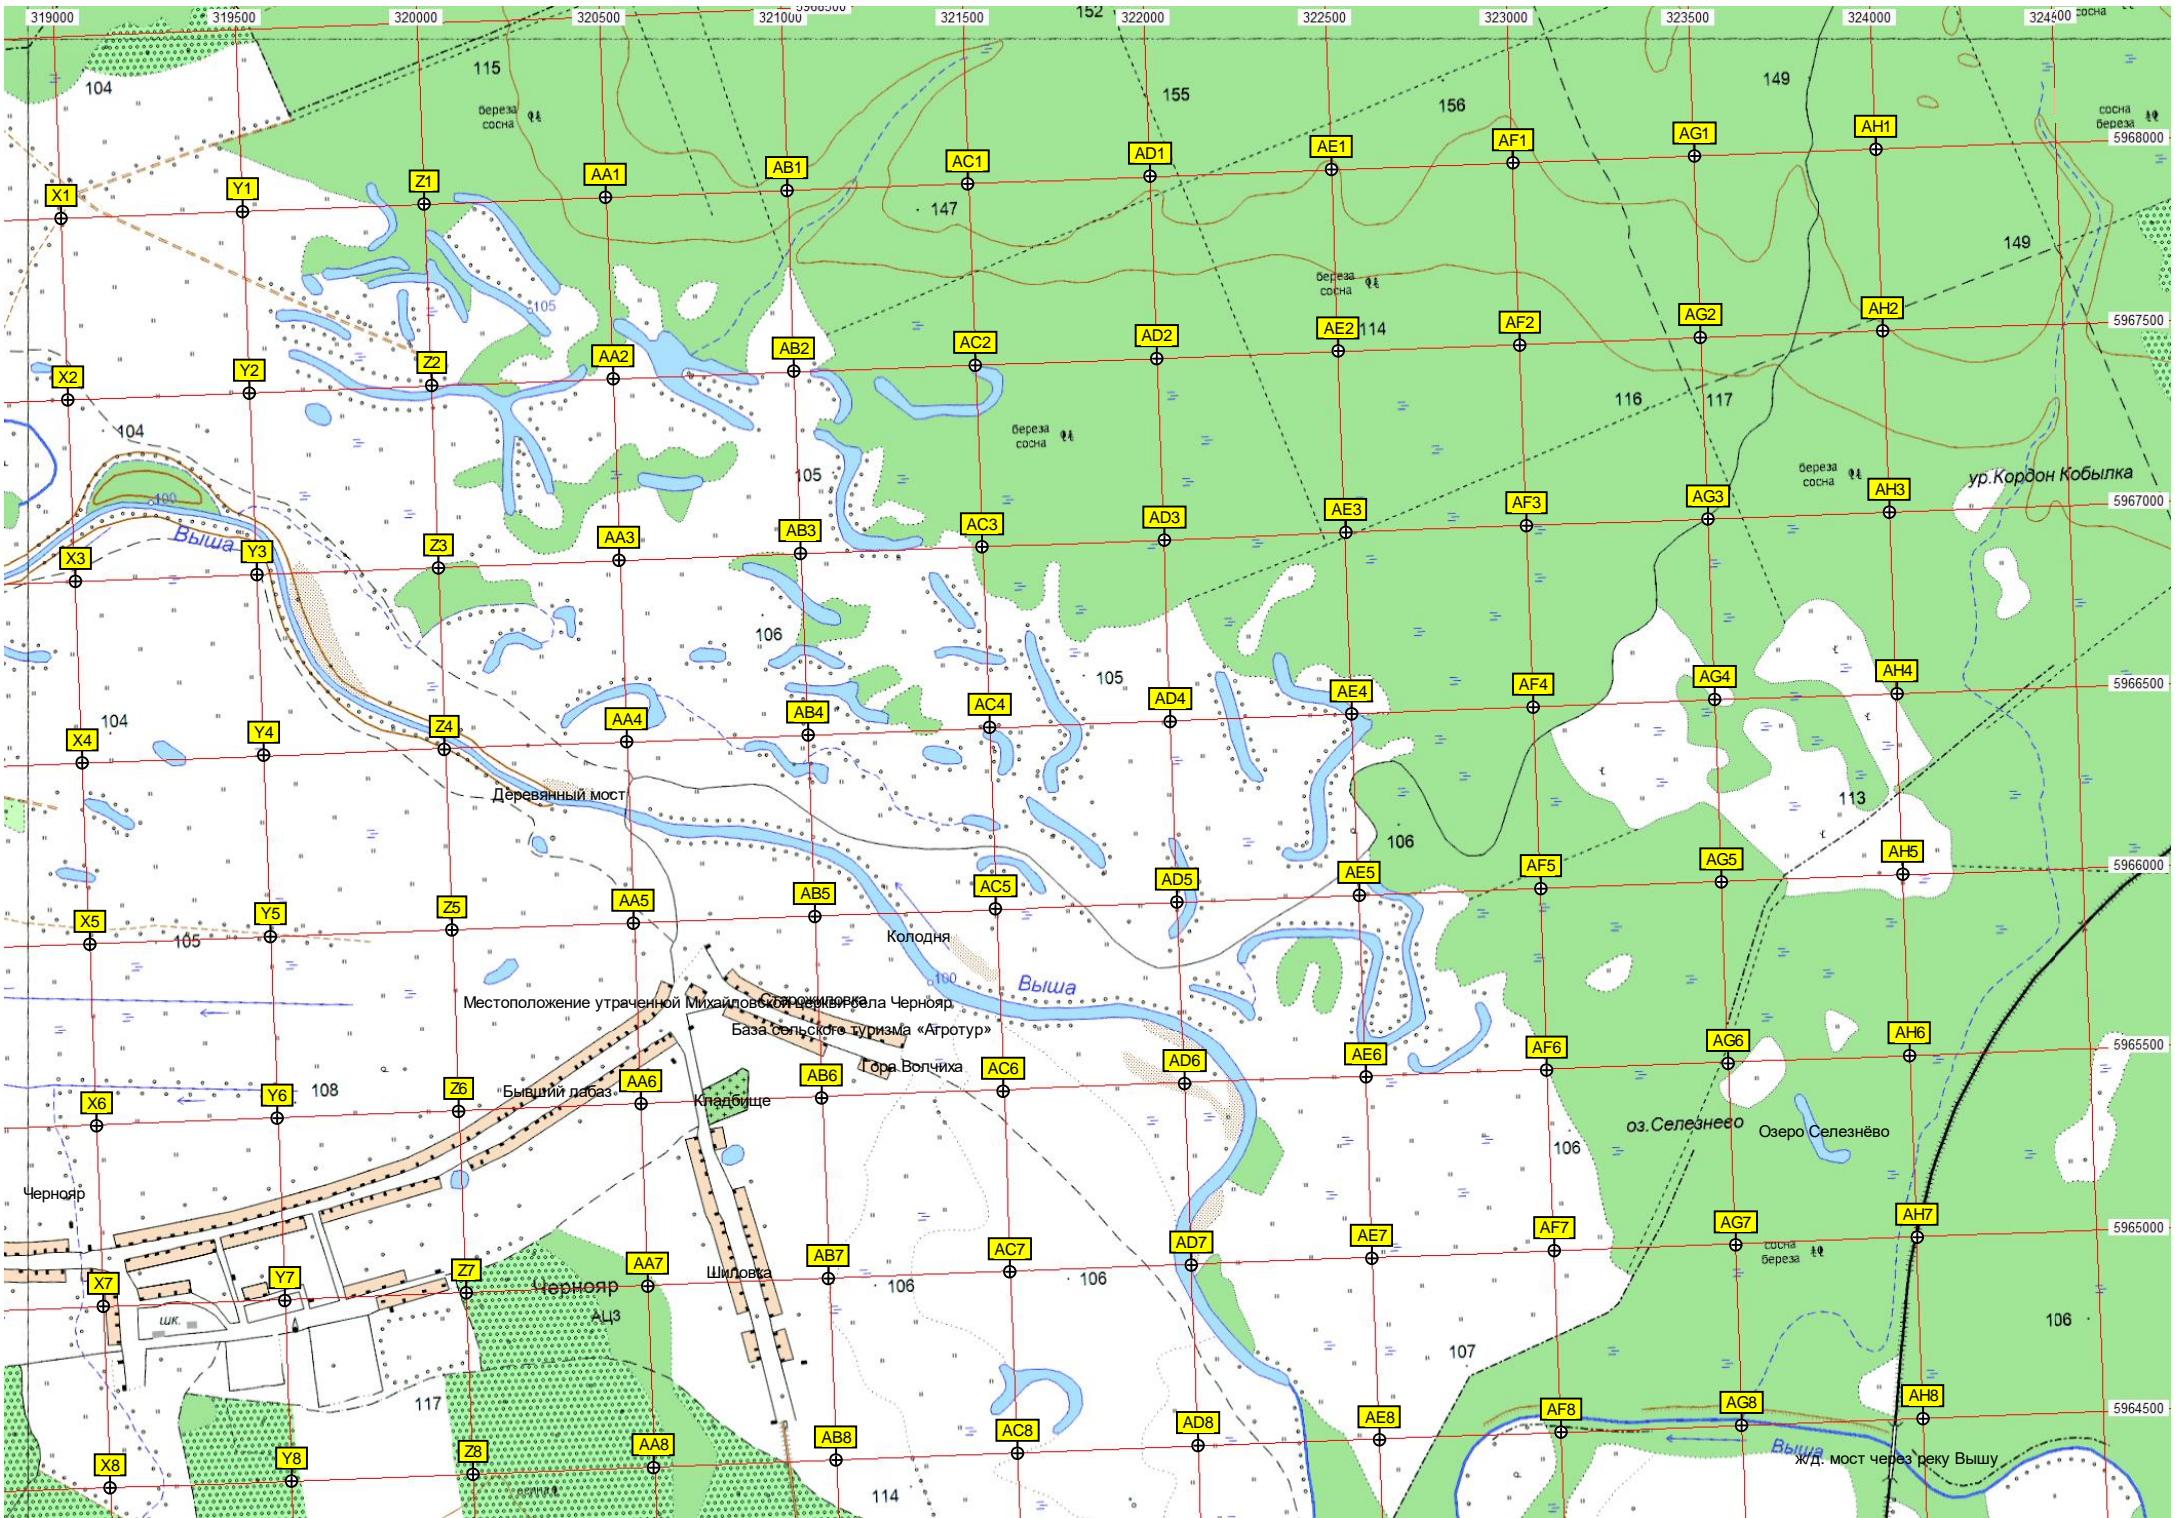 319000 319500 320000 320500 321000 5968500 321500 152 322000 322500 323000 323500 324000 324500 сосна
104 115 155 156 149
береза
сосна
сосна
береза
5968000
X1 Y1 Z1 AA1 AB1 AC1 AD1 AE1 AF1 AG1 AH1
147
149
105
береза
сосна
114
5967500
X2 Y2 Z2 AA2 AB2 AC2 AD2 AE2 AF2 AG2 AH2
116 117
104
береза
сосна
105
береза
сосна
ур.Кордон Кобылка
5967000
100
Выша
X3 Y3 Z3 AA3 AB3 AC3 AD3 AE3 AF3 AG3 AH3
106
105
5966500
X4 Y4 Z4 AA4 AB4 AC4 AD4 AE4 AF4 AG4 AH4
104
Деревянный мост
113
106
5966000
X5 Y5 Z5 AA5 AB5 AC5 AD5 AE5 AF5 AG5 AH5
105
Колодня
100
Выша
Местоположение утраченной Михайловской церкви села Чернояр
Старожиловка
База сельского туризма «Агротур»
5965500
Гора Волчиха
X6 Y6 Z6 AA6 AB6 AC6 AD6 AE6 AF6 AG6 AH6
108
Бывший лабаз
Кладбище
оз.Селезнево
Озеро Селезнёво
106
Чернояр
5965000
X7 Y7 Z7 AA7 AB7 AC7 AD7 AE7 AF7 AG7 AH7
сосна
береза
Шиловка
Чернояр
106
106
АЦЗ
шк.
106
107
117
5964500
X8 Y8 Z8 AA8 AB8 AC8 AD8 AE8 AF8 AG8 AH8
Выша
ж/д. мост через реку Вышу
114